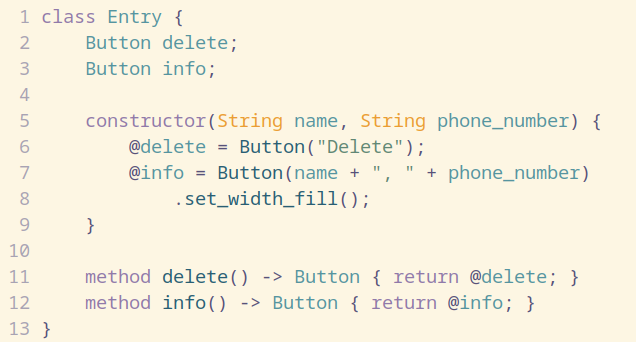 1 class Entry {
2     Button delete;
3     Button info;
4
5     constructor(String name, String phone_number) {
6         @delete = Button("Delete");
7         @info = Button(name + ", " + phone_number)
8             .set_width_fill();
9     }
10
11     method delete() -> Button { return @delete; }
12     method info() -> Button { return @info; }
13 }